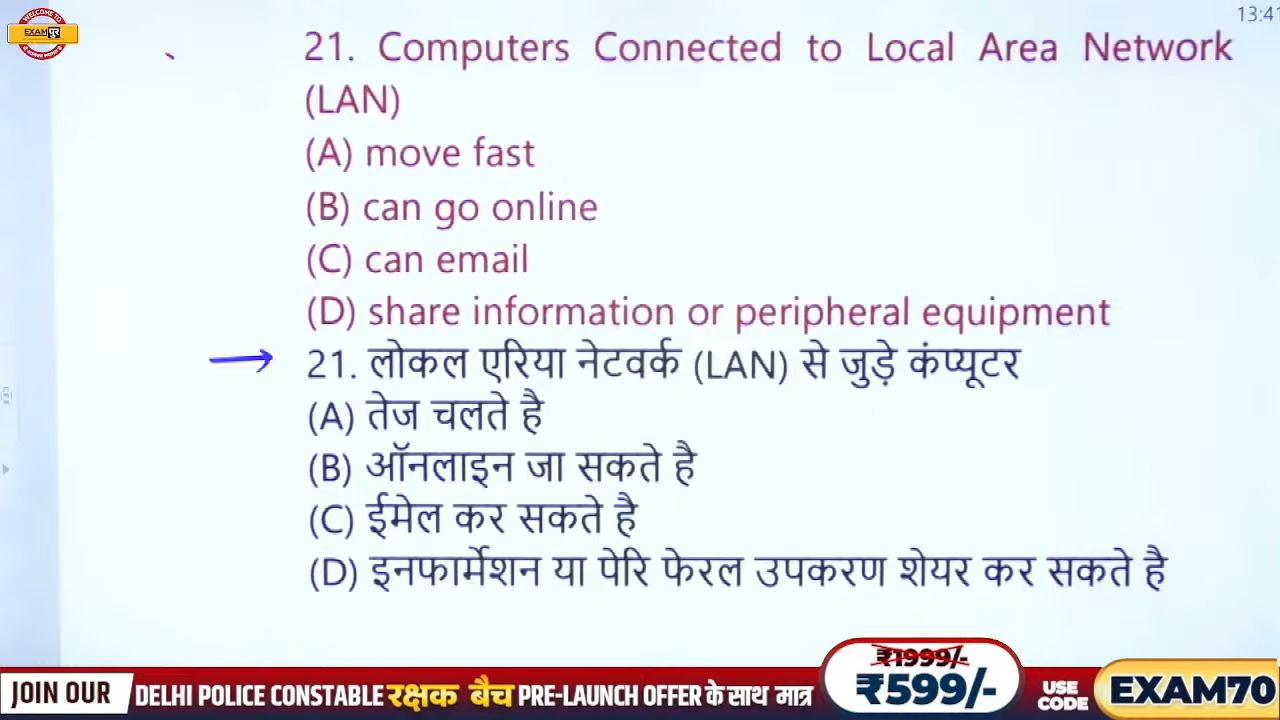 WELCOME TO
EXAMपुर
13:41
21. Computers Connected to Local Area Network
(LAN)
(A) move fast
(B) can go online
(C) can email
(D) share information or peripheral equipment
21. लोकल एरिया नेटवर्क (LAN) से जुड़े कंप्यूटर
(A) तेज चलते है
(B) ऑनलाइन जा सकते है
(C) ईमेल कर सकते है
(D) इनफार्मेशन या पेरि फेरल उपकरण शेयर कर सकते है
JOIN OUR DELHI POLICE CONSTABLE रक्षक बैच PRE-LAUNCH OFFER के साथ मात्र ₹1999/- ₹599/- USE CODE EXAM70